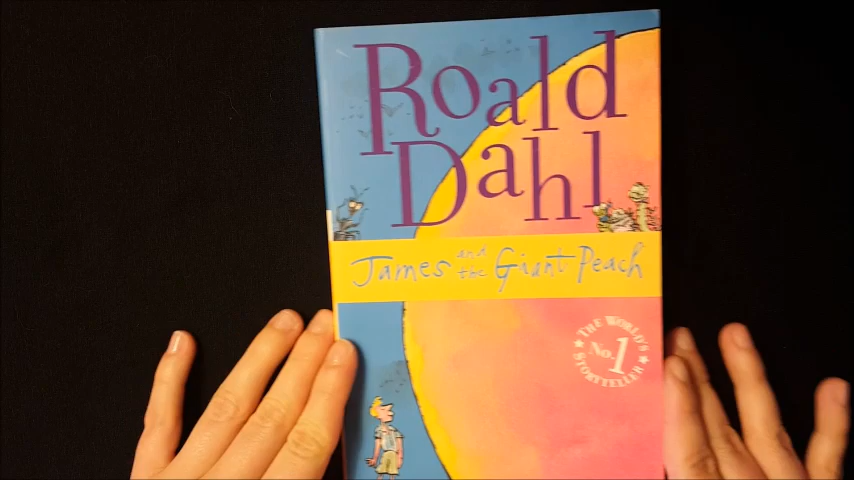 Roald
Dahl
James and the Giant Peach
THE WORLD'S
No.1
STORYTELLER